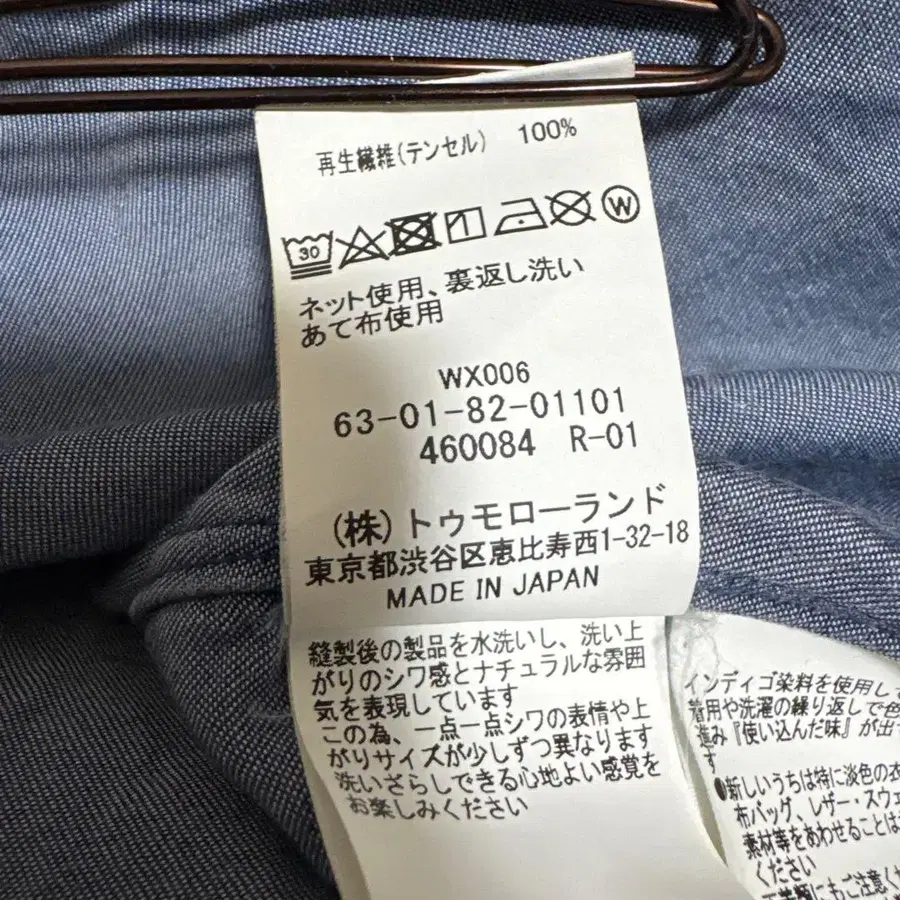 再生繊維(テンセル) 100%
30
W
ネット使用、裏返し洗い
あて布使用
WX006
63-01-82-01101
460084 R-01
(株)トゥモローランド
東京都渋谷区恵比寿西1-32-18
MADE IN JAPAN
縫製後の製品を水洗いし、洗い上
がりのシワ感とナチュラルな雰囲
気を表現しています
この為、一点一点シワの表情や上
がりサイズが少しずつ異なります
洗いざらしできる心地よい感覚を
お楽しみください
インディゴ染料を使用して
着用や洗濯の繰り返しで色
進み『使い込んだ味』が出
す
●新しいうちは特に淡色の衣
布バッグ、レザー・スウェ
素材等をあわせることは
ください
にもご注意く